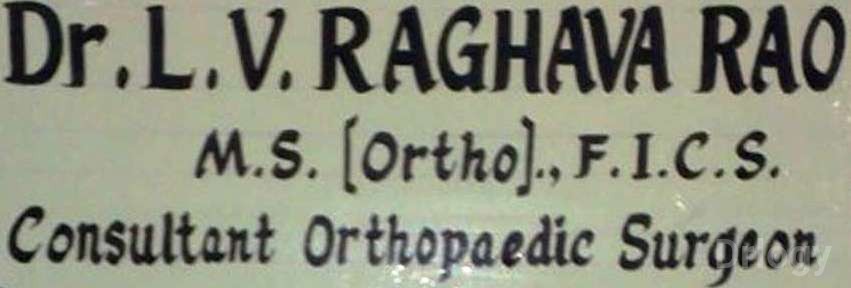 Dr. L. V. RAGHAVA RAO
M.S. [Ortho]., F.I.C.S.
Consultant Orthopaedic Surgeon